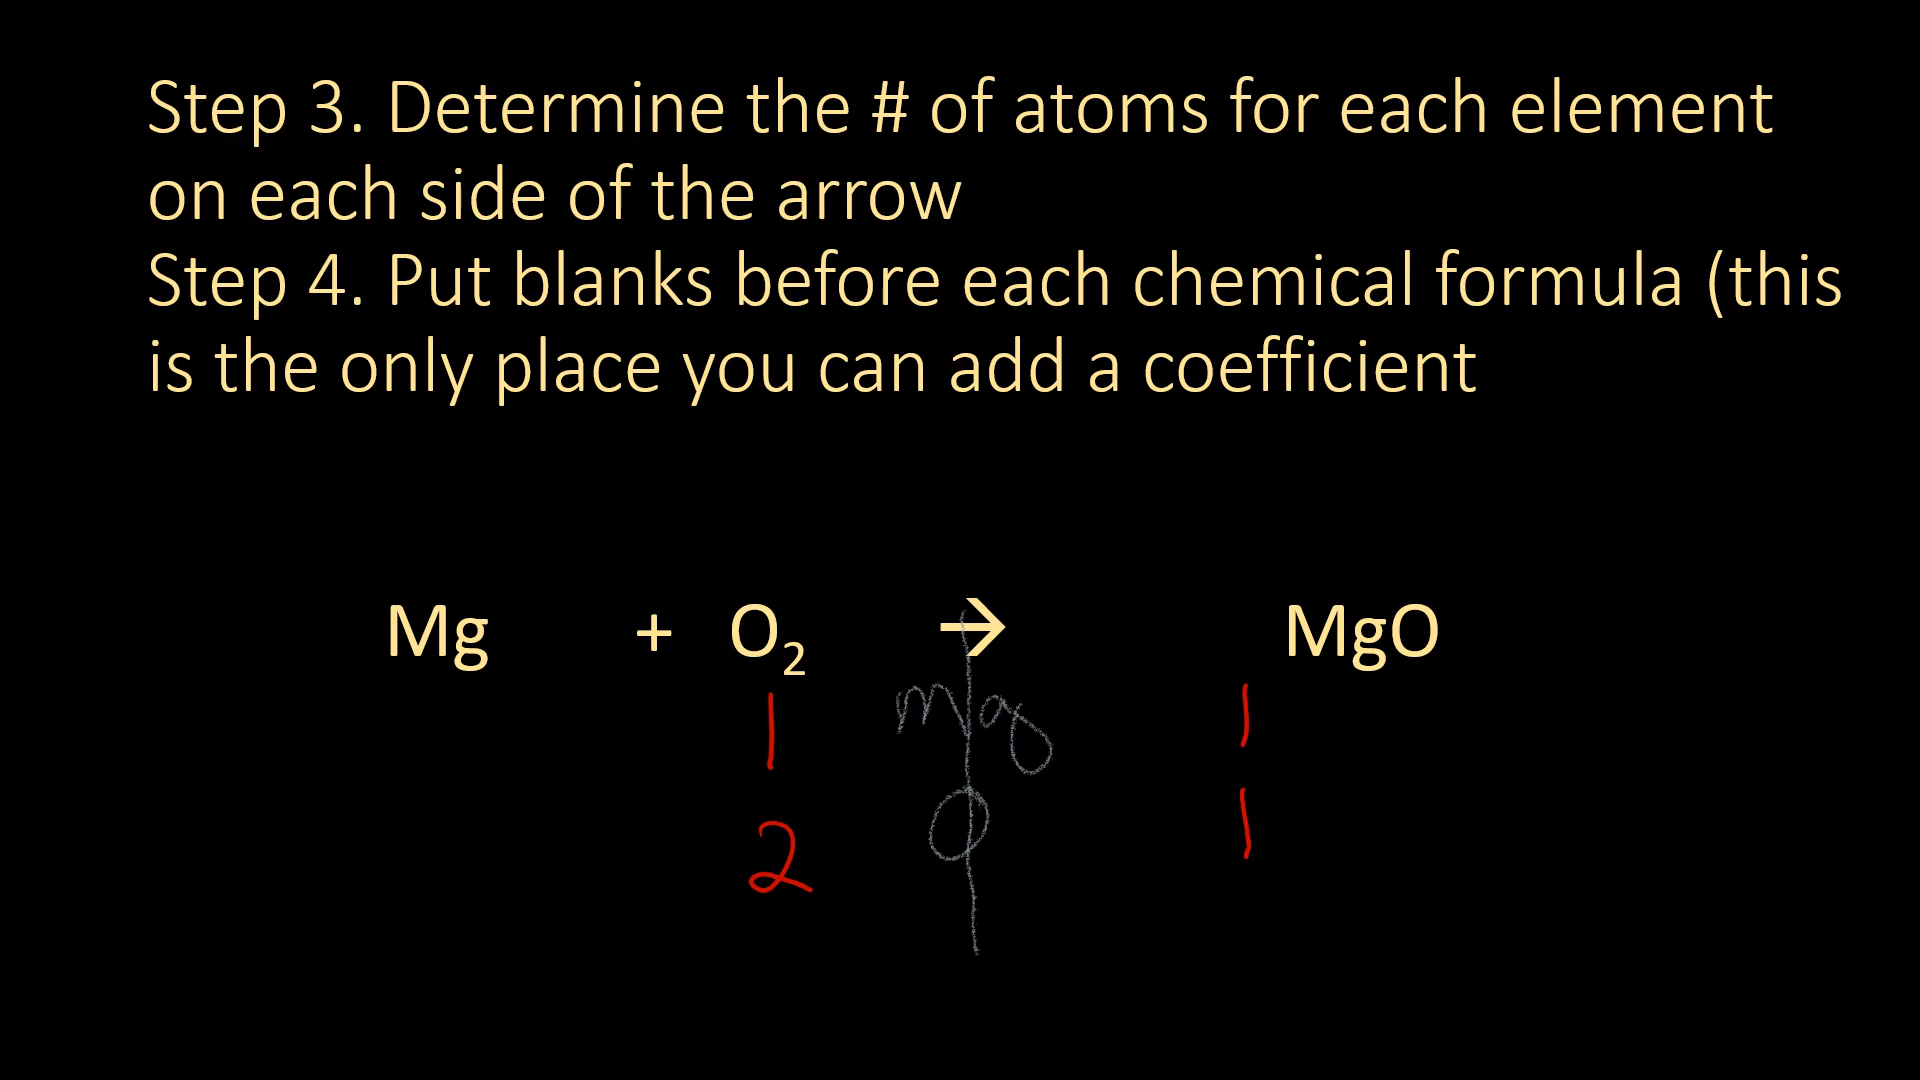 Step 3. Determine the # of atoms for each element
on each side of the arrow
Step 4. Put blanks before each chemical formula (this
is the only place you can add a coefficient
Mg + O₂ → MgO
1 mg 1
2 O 1